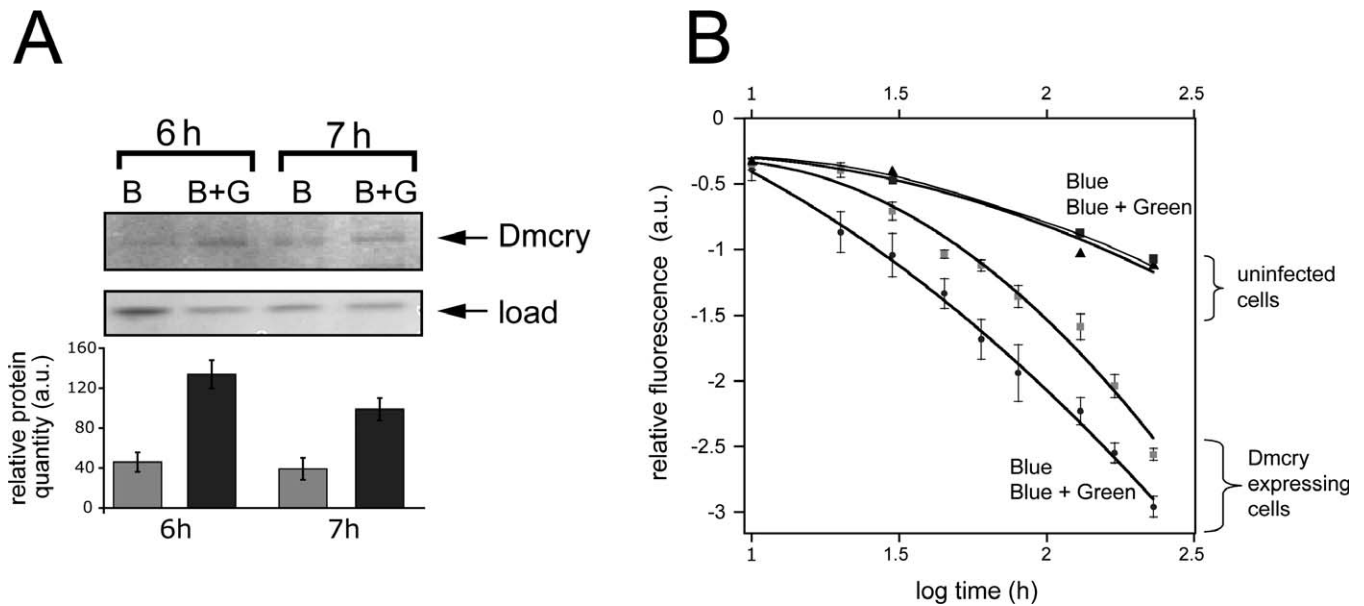 A
6h 7h
B B+G B B+G
Dmcry
load
relative protein
quantity (a.u.)
160
120
80
40
0
6h 7h
B
1 1.5 2 2.5
relative fluorescence (a.u.)
0
-0.5
-1
-1.5
-2
-2.5
-3
Blue
Blue + Green
uninfected
cells
Blue
Blue + Green
Dmcry
expressing
cells
1 1.5 2 2.5
log time (h)